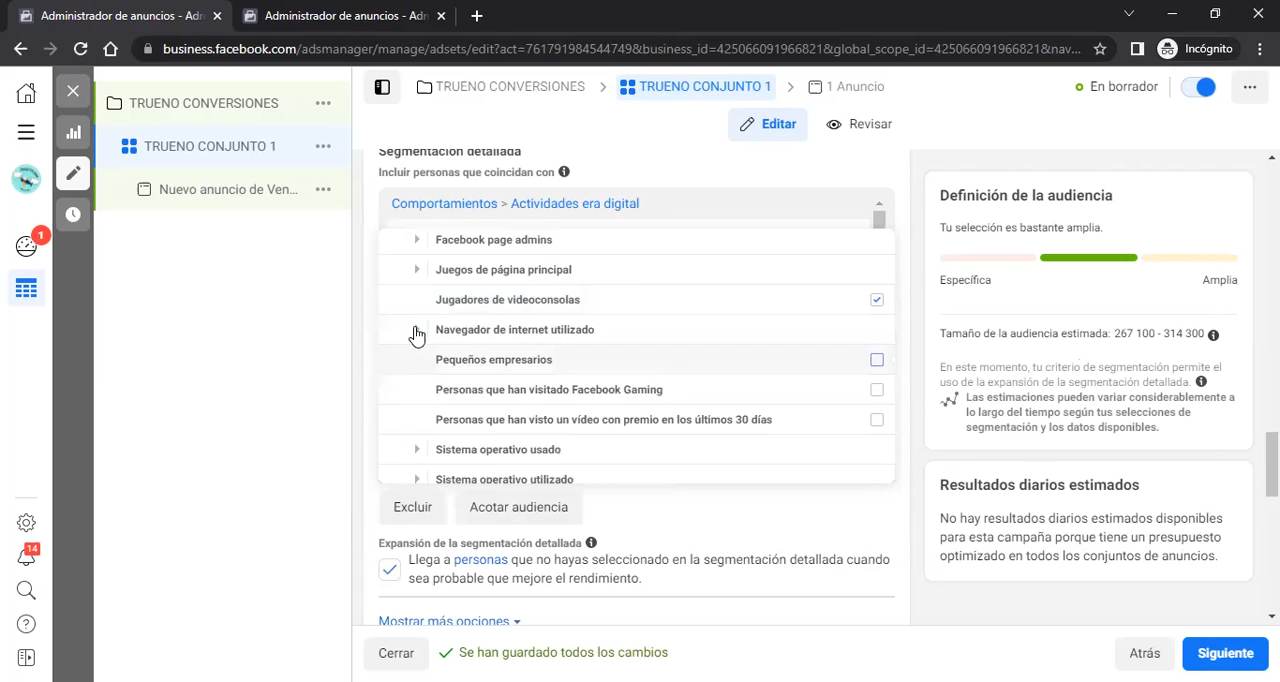 Administrador de anuncios - Adr
Administrador de anuncios - Adn
business.facebook.com/adsmanager/manage/adsets/edit?act=761791984544749&business_id=425066091966821&global_scope_id=425066091966821&nav...
Incógnito
TRUENO CONVERSIONES
TRUENO CONJUNTO 1
Nuevo anuncio de Ven...
1
14
TRUENO CONVERSIONES
TRUENO CONJUNTO 1
1 Anuncio
En borrador
Editar
Revisar
Segmentación detallada
Incluir personas que coincidan con
Comportamientos > Actividades era digital
Facebook page admins
Juegos de página principal
Jugadores de videoconsolas
Navegador de internet utilizado
Pequeños empresarios
Personas que han visitado Facebook Gaming
Personas que han visto un vídeo con premio en los últimos 30 días
Sistema operativo usado
Sistema operativo utilizado
Excluir
Acotar audiencia
Expansión de la segmentación detallada
Llega a personas que no hayas seleccionado en la segmentación detallada cuando
sea probable que mejore el rendimiento.
Mostrar más opciones
Cerrar
Se han guardado todos los cambios
Atrás
Siguiente
Definición de la audiencia
Tu selección es bastante amplia.
Específica
Amplia
Tamaño de la audiencia estimada: 267 100 - 314 300
En este momento, tu criterio de segmentación permite el
uso de la expansión de la segmentación detallada.
Las estimaciones pueden variar considerablemente a
lo largo del tiempo según tus selecciones de
segmentación y los datos disponibles.
Resultados diarios estimados
No hay resultados diarios estimados disponibles
para esta campaña porque tiene un presupuesto
optimizado en todos los conjuntos de anuncios.